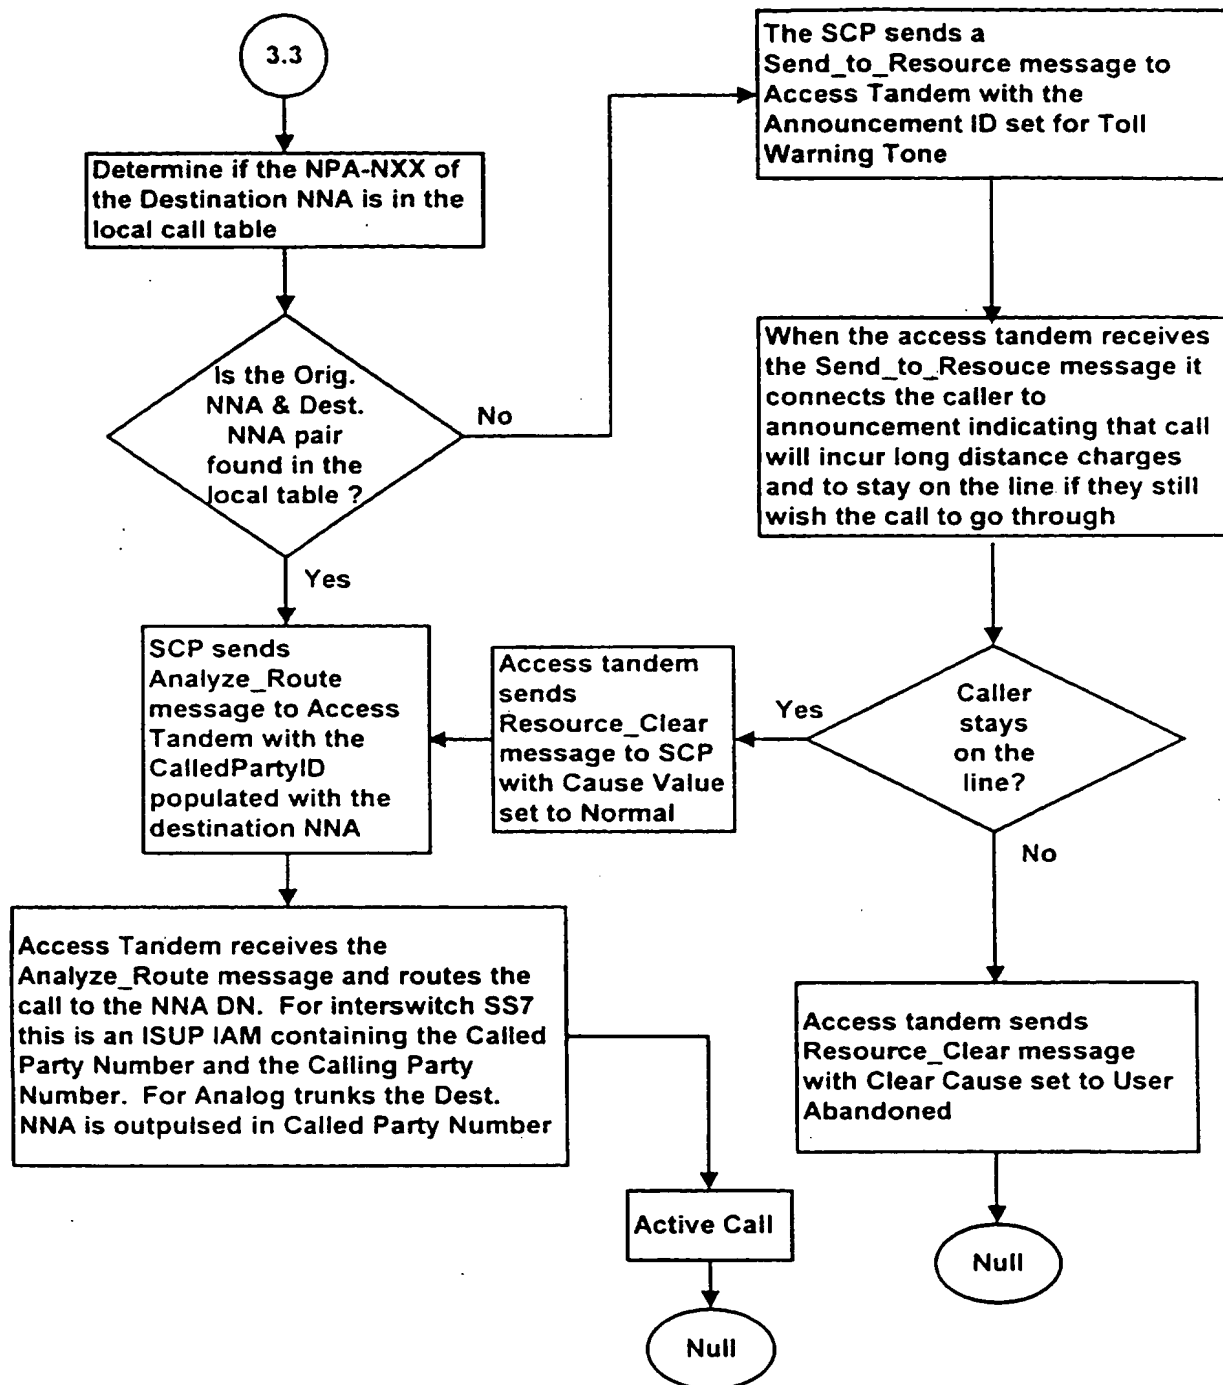 3.3
Determine if the NPA-NXX of
the Destination NNA is in the
local call table
Is the Orig.
NNA & Dest.
NNA pair
found in the
local table ?
No
Yes
The SCP sends a
Send_to_Resource message to
Access Tandem with the
Announcement ID set for Toll
Warning Tone
When the access tandem receives
the Send_to_Resouce message it
connects the caller to
announcement indicating that call
will incur long distance charges
and to stay on the line if they still
wish the call to go through
Caller
stays
on the
line?
Yes
No
Access tandem
sends
Resource_Clear
message to SCP
with Cause Value
set to Normal
SCP sends
Analyze_Route
message to Access
Tandem with the
CalledPartyID
populated with the
destination NNA
Access Tandem receives the
Analyze_Route message and routes the
call to the NNA DN. For interswitch SS7
this is an ISUP IAM containing the Called
Party Number and the Calling Party
Number. For Analog trunks the Dest.
NNA is outpulsed in Called Party Number
Active Call
Null
Access tandem sends
Resource_Clear message
with Clear Cause set to User
Abandoned
Null